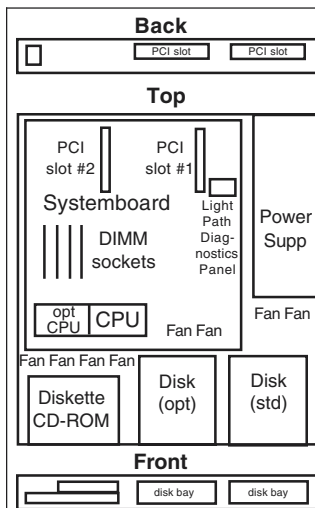 Back
PCI slot
PCI slot
Top
PCI
slot #2
PCI
slot #1
Systemboard
Light
Path
Diag-
nostics
Panel
DIMM
sockets
Power
Supp
opt
CPU
CPU
Fan Fan
Fan Fan
Fan Fan Fan Fan
Diskette
CD-ROM
Disk
(opt)
Disk
(std)
Front
disk bay
disk bay